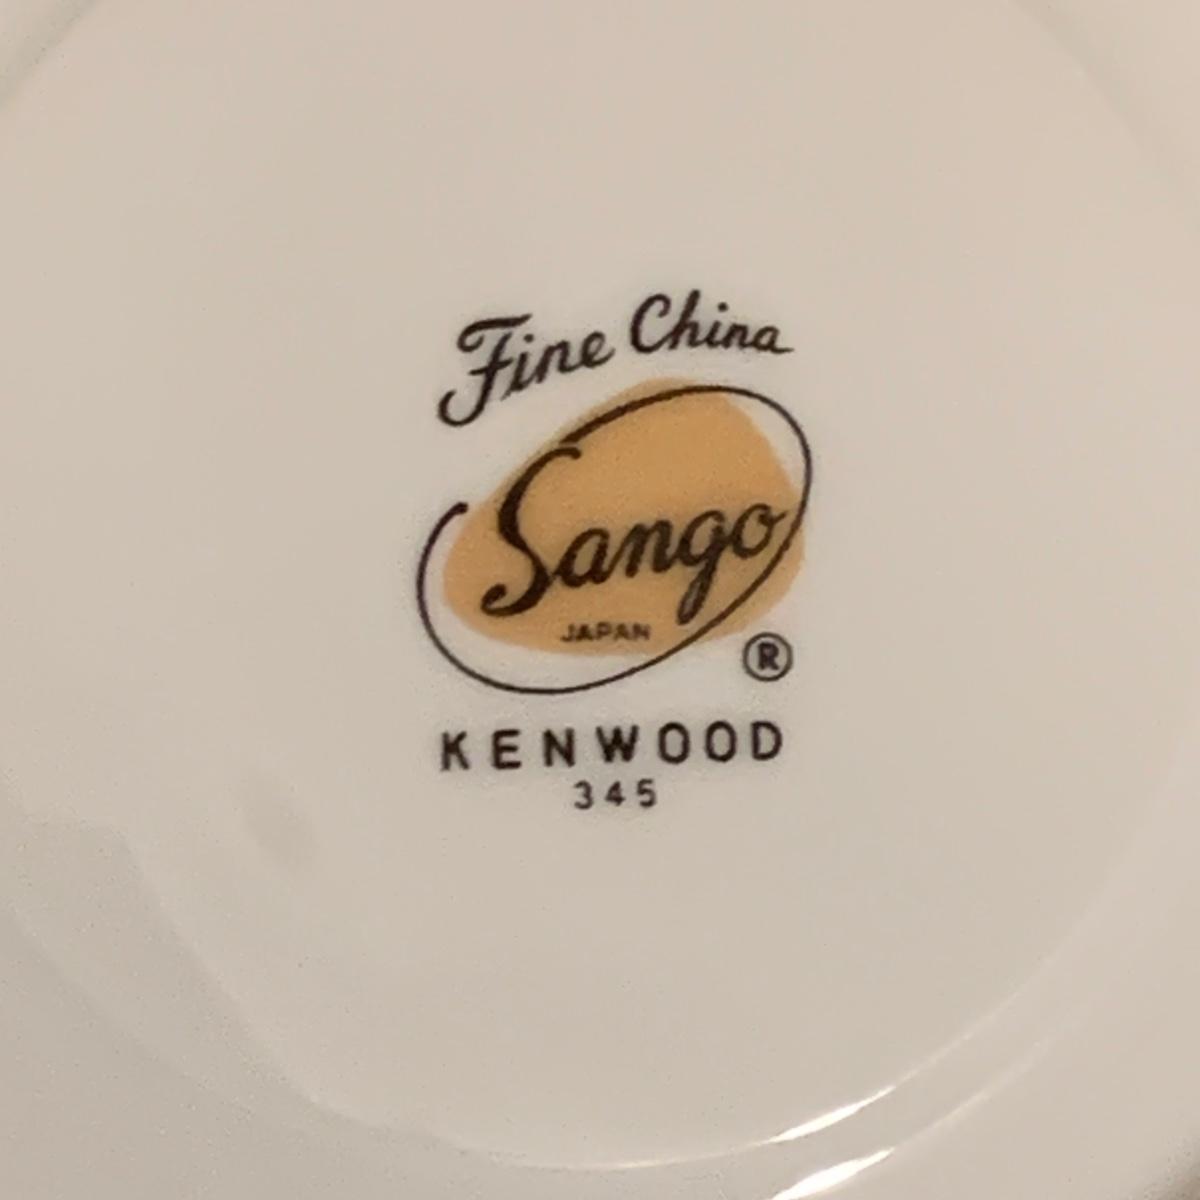 Fine China
Sango
JAPAN
®
KENWOOD
345